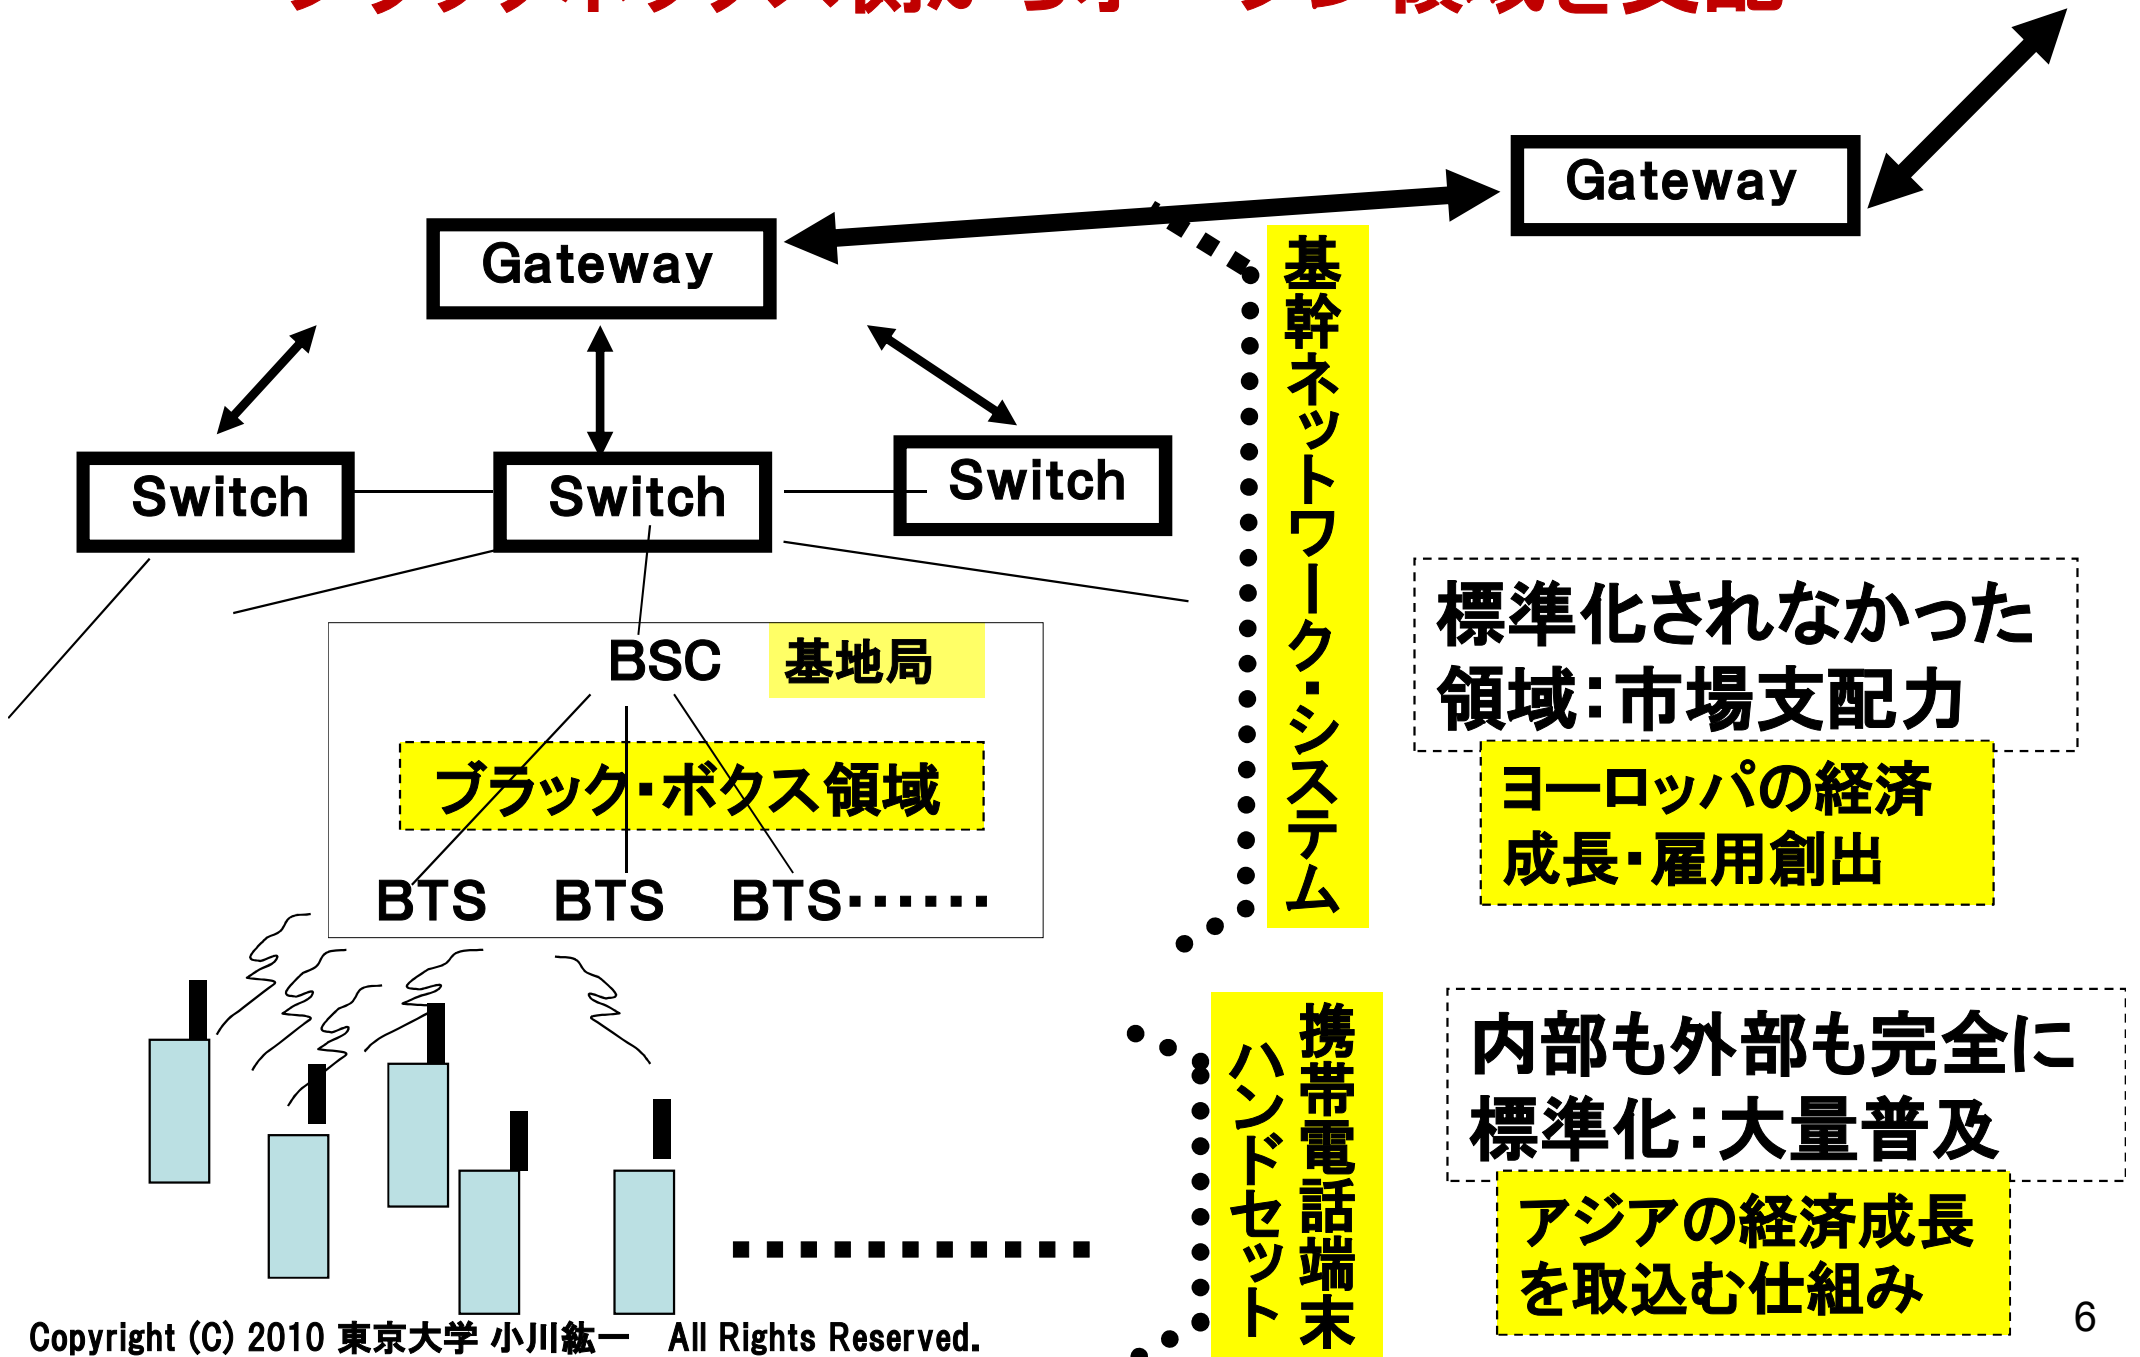 Gateway
Gateway
Switch
Switch
Switch
BSC
基地局
ブラック・ボクス領域
BTS
BTS
BTS・・・・・・
基幹ネットワーク・システム
標準化されなかった
領域:市場支配力
ヨーロッパの経済
成長・雇用創出
携帯電話端末
ハンドセット
内部も外部も完全に
標準化:大量普及
アジアの経済成長
を取込む仕組み
Copyright (C) 2010 東京大学 小川紘一 All Rights Reserved.
6